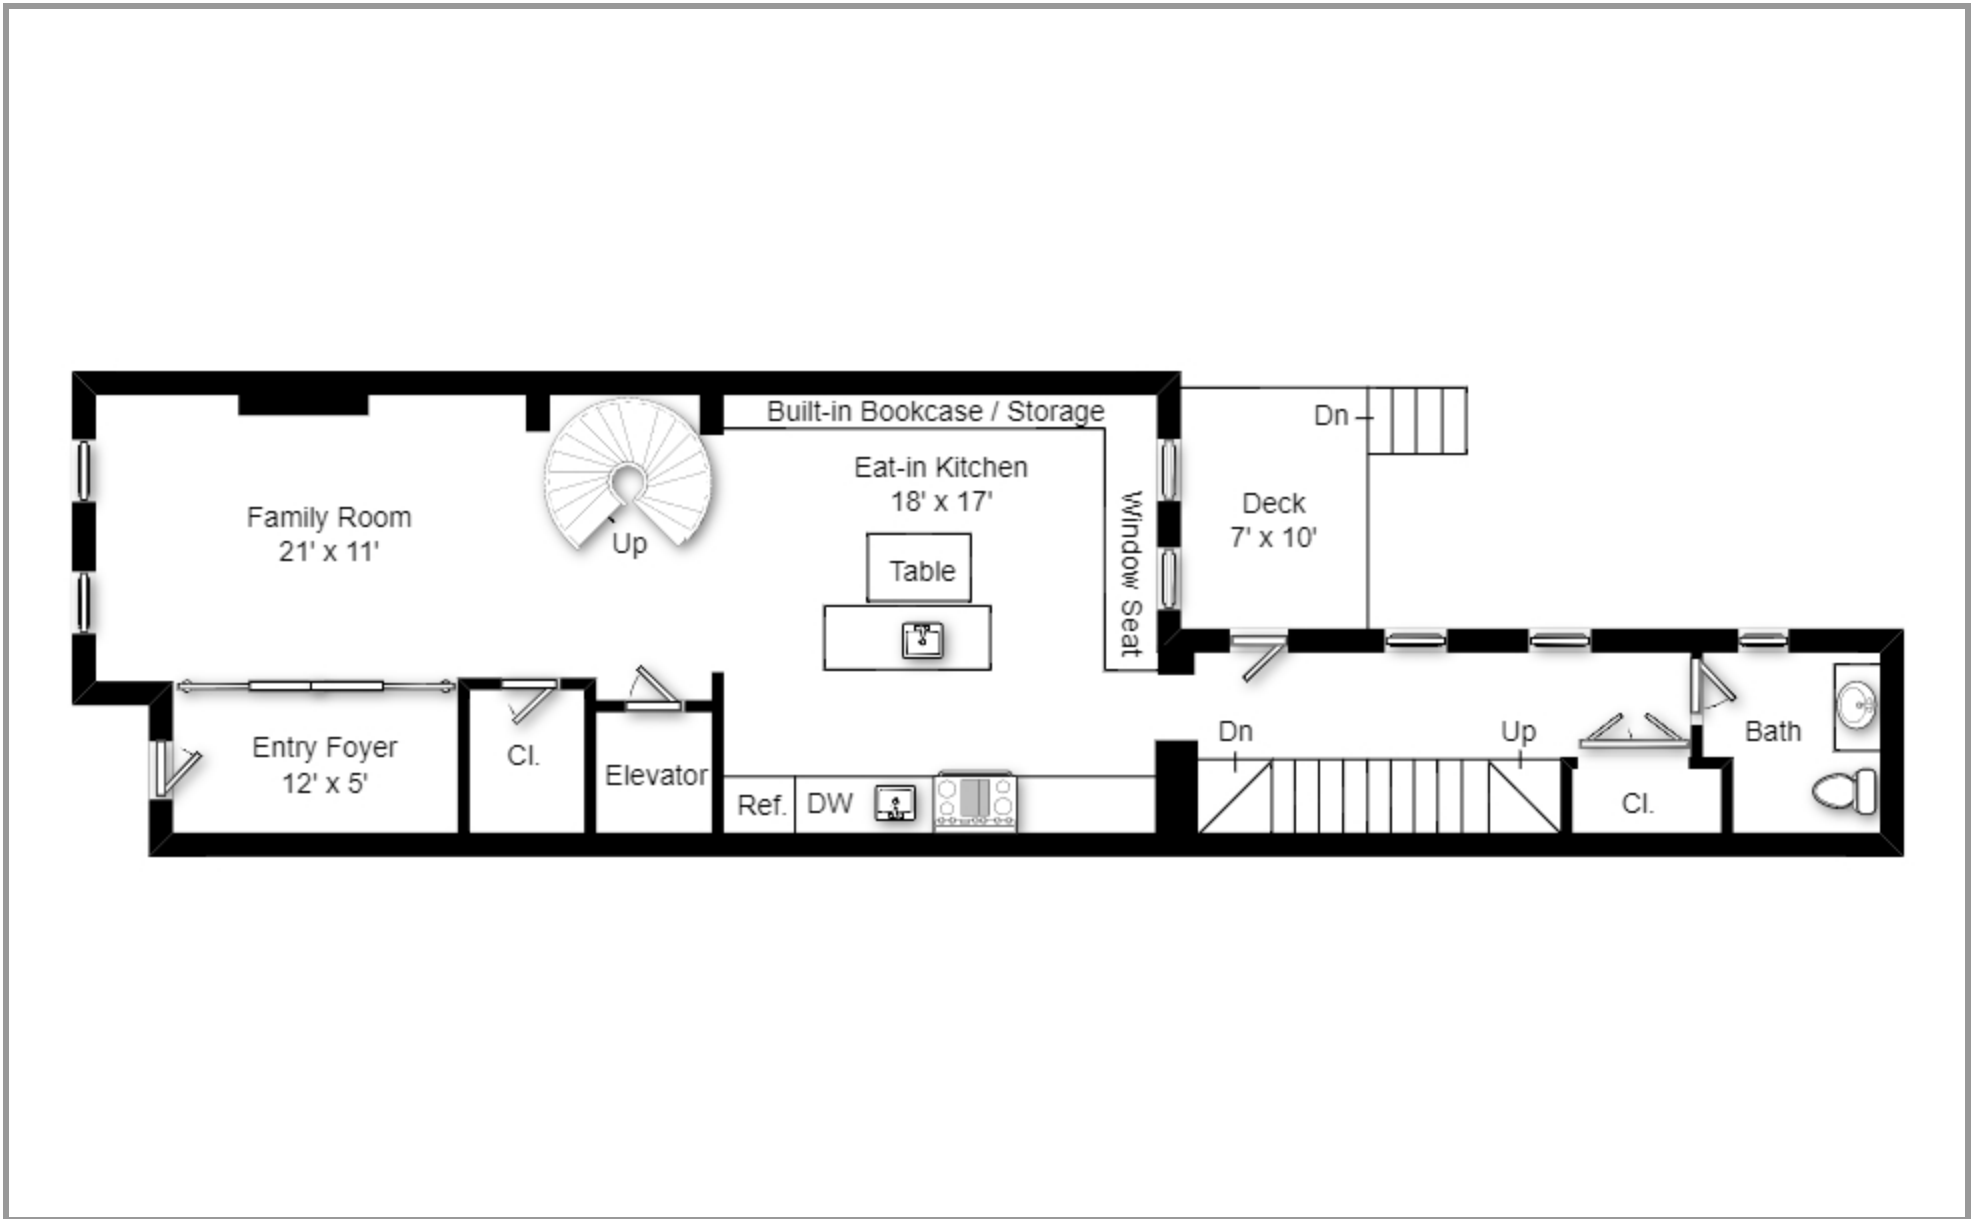 Built-in Bookcase / Storage
Dn
Eat-in Kitchen
18' x 17'
Window Seat
Deck
7' x 10'
Family Room
21' x 11'
Up
Table
Entry Foyer
12' x 5'
Cl.
Elevator
Ref.
DW
Dn
Up
Cl.
Bath